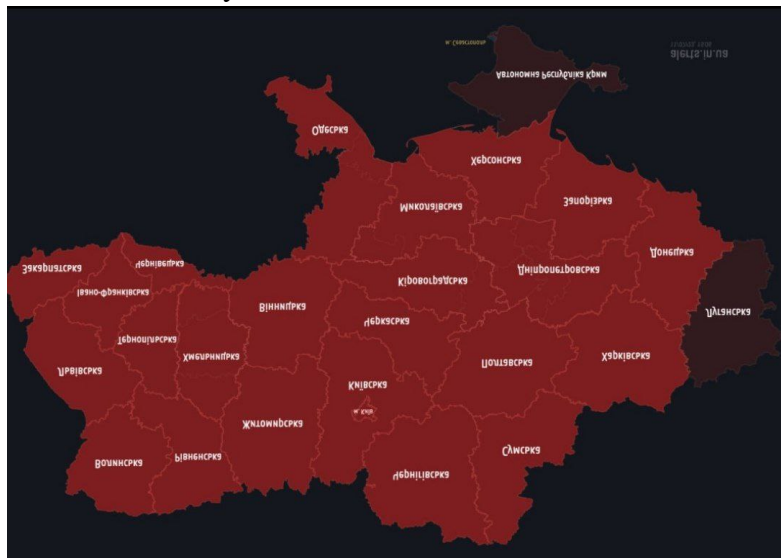 м. Севастополь
alerts.in.ua
Автономна Республіка Крим
Одеська
Херсонська
Запорізька
Миколаївська
Донецька
Закарпатська
Чернівецька
Дніпропетровська
Кіровоградська
Івано-Франківська
Вінницька
Луганська
Черкаська
Тернопільська
Хмельницька
Харківська
Полтавська
Львівська
Київська
м. Київ
Житомирська
Сумська
Рівненська
Волинська
Чернігівська